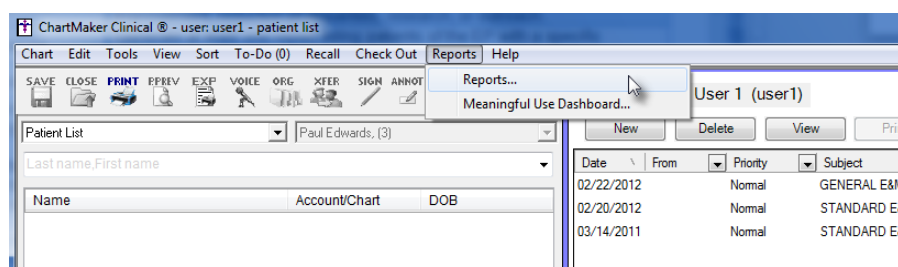 ChartMaker Clinical ® - user: user1 - patient list
Chart Edit Tools View Sort To-Do (0) Recall Check Out Reports Help
SAVE CLOSE PRINT PPREV EXP VOICE ORG XFER SIGN ANNOT
Reports...
Meaningful Use Dashboard...
User 1 (user1)
Patient List Paul Edwards, (3)
New Delete View Pri
Last name,First name
Date From Priority Subject
02/22/2012 Normal GENERAL E&M
Name Account/Chart DOB
02/20/2012 Normal STANDARD E
03/14/2011 Normal STANDARD E